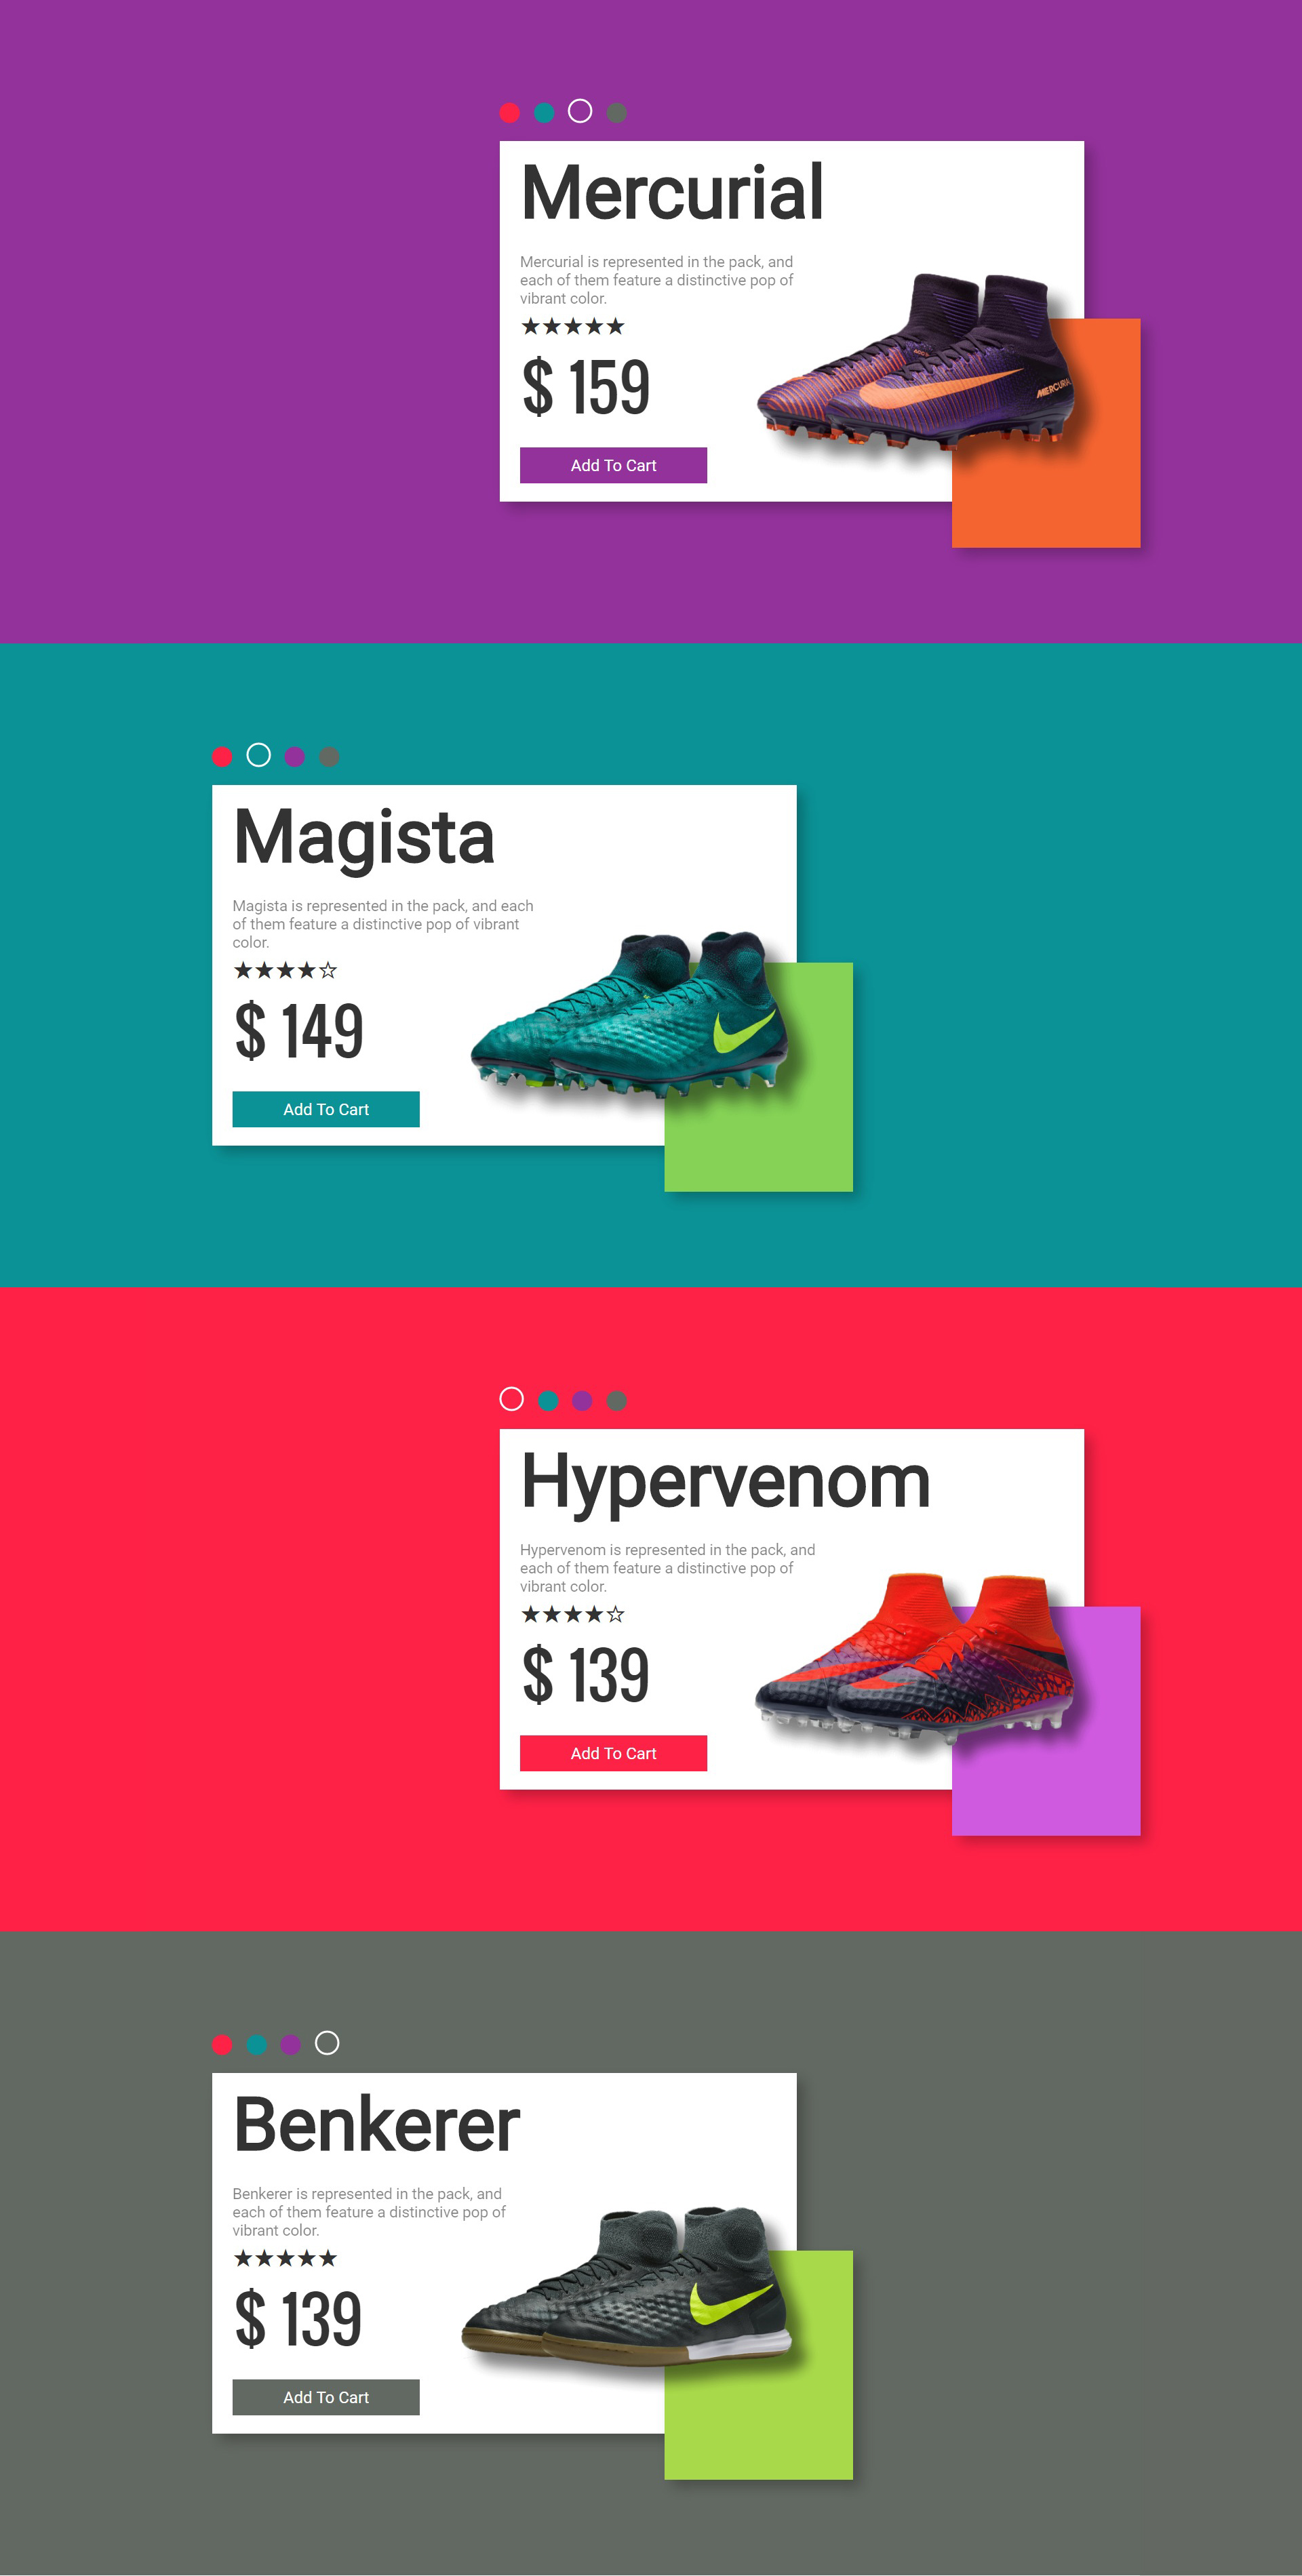 Mercurial
Mercurial is represented in the pack, and
each of them feature a distinctive pop of
vibrant color.
★★★★★
$ 159
MERCURIAL
Add To Cart
Magista
Magista is represented in the pack, and each
of them feature a distinctive pop of vibrant
color.
★★★★☆
$ 149
Add To Cart
Hypervenom
Hypervenom is represented in the pack, and
each of them feature a distinctive pop of
vibrant color.
★★★★☆
$ 139
Add To Cart
Benkerer
Benkerer is represented in the pack, and
each of them feature a distinctive pop of
vibrant color.
★★★★★
$ 139
Add To Cart